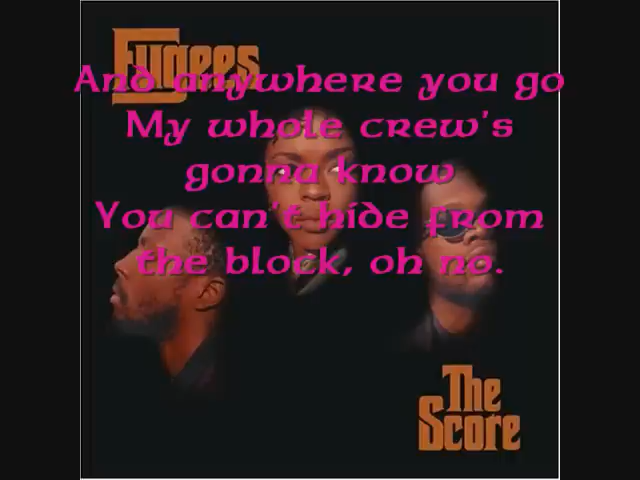 Fugees
And anywhere you go
My whole crew's
gonna know
You can't hide from
the block, oh no.
The
Score